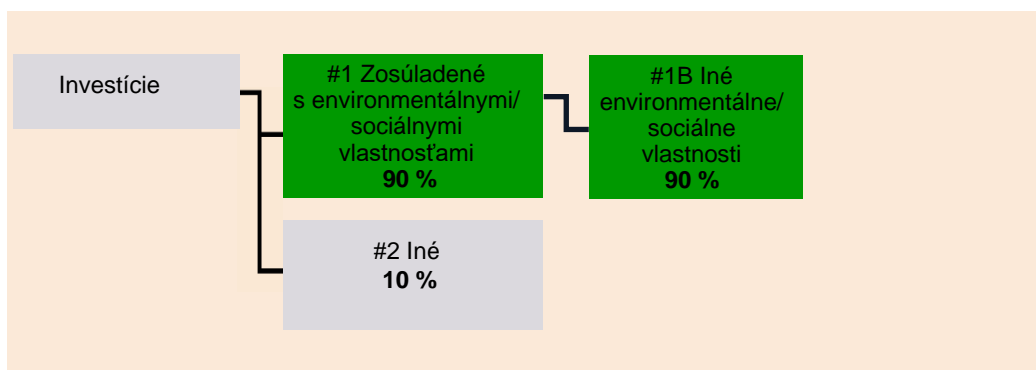 Investície
#1 Zosúladené
s environmentálnymi/
sociálnymi
vlastnosťami
90 %
#1B Iné
environmentálne/
sociálne
vlastnosti
90 %
#2 Iné
10 %